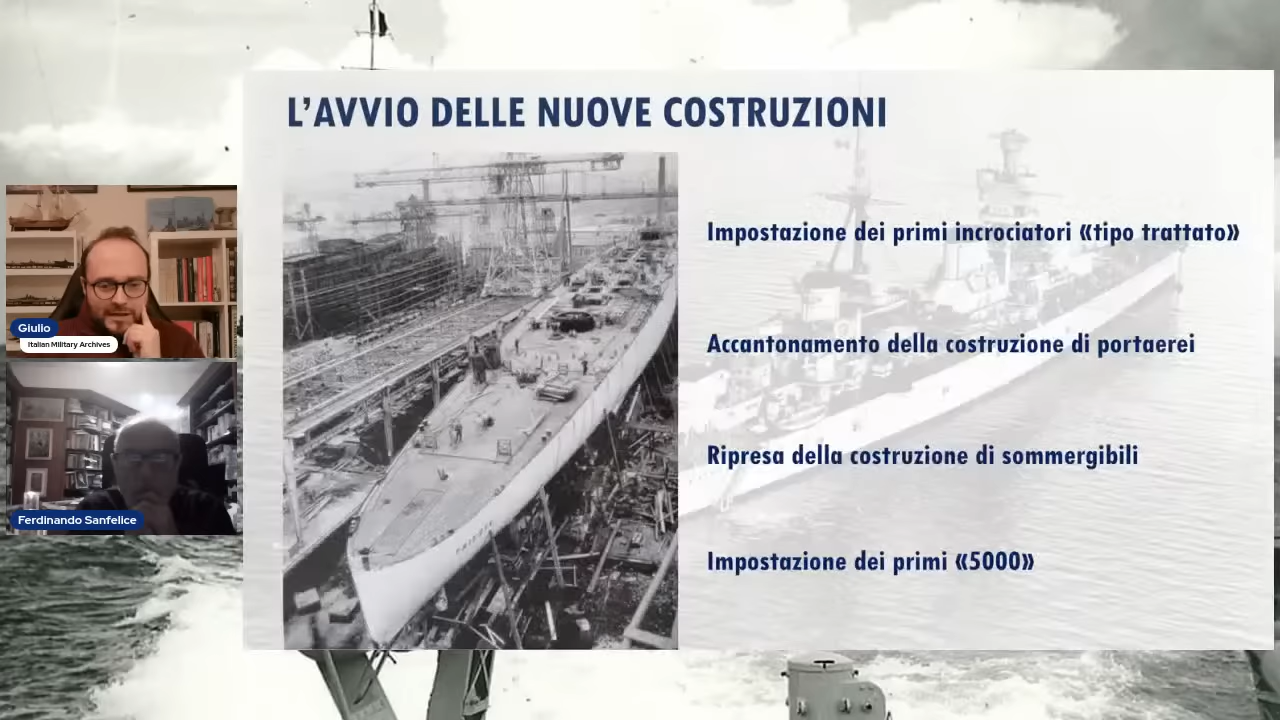 L'AVVIO DELLE NUOVE COSTRUZIONI
Impostazione dei primi incrociatori «tipo trattato»
Accantonamento della costruzione di portaerei
Ripresa della costruzione di sommergibili
Impostazione dei primi «5000»
Giulio
Italian Military Archives
Ferdinando Sanfelice